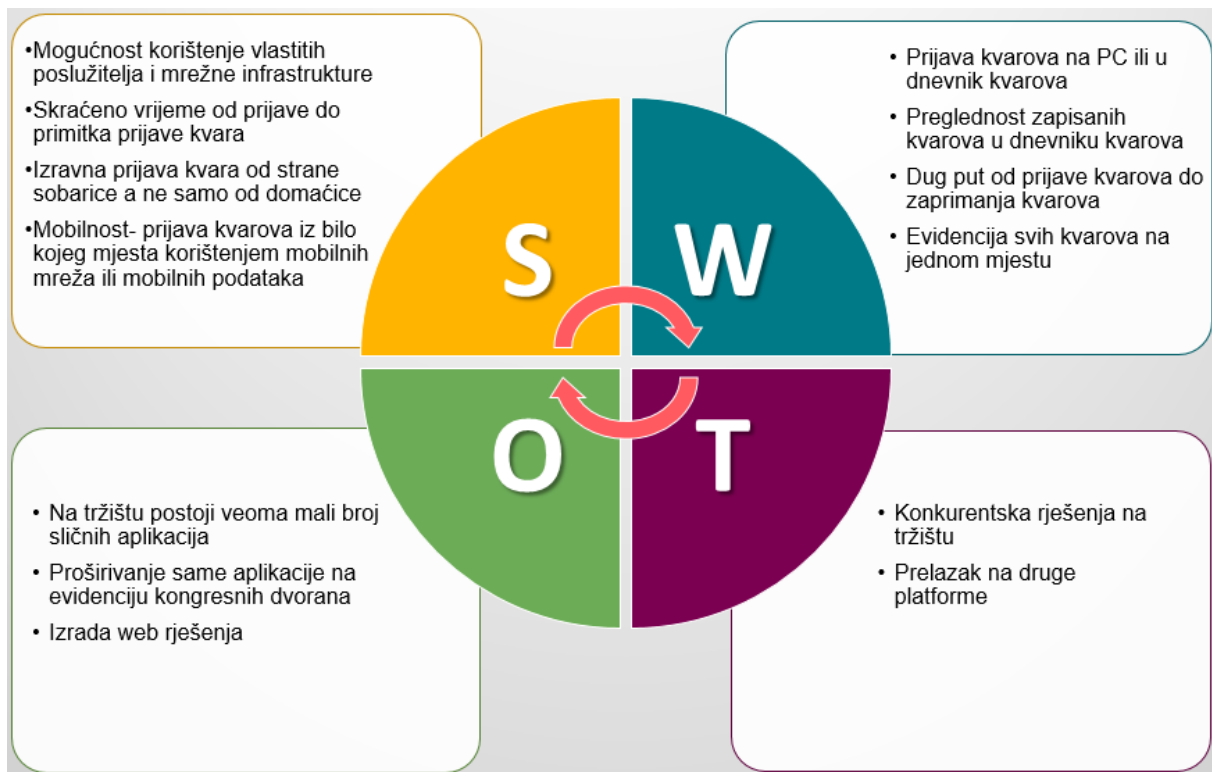 •Mogućnost korištenje vlastitih
poslužitelja i mrežne infrastrukture
•Skraćeno vrijeme od prijave do
primitka prijave kvara
•Izravna prijava kvara od strane
sobarice a ne samo od domaćice
•Mobilnost- prijava kvarova iz bilo
kojeg mjesta korištenjem mobilnih
mreža ili mobilnih podataka
• Prijava kvarova na PC ili u
dnevnik kvarova
• Preglednost zapisanih
kvarova u dnevniku kvarova
• Dug put od prijave kvarova do
zaprimanja kvarova
• Evidencija svih kvarova na
jednom mjestu
S
W
O
T
• Na tržištu postoji veoma mali broj
sličnih aplikacija
• Proširivanje same aplikacije na
evidenciju kongresnih dvorana
• Izrada web rješenja
• Konkurentska rješenja na
tržištu
• Prelazak na druge
platforme